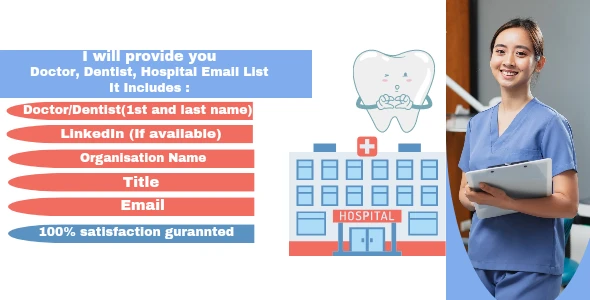 I will provide you
Doctor, Dentist, Hospital Email List
It includes :
Doctor/Dentist(1st and last name)
LinkedIn (If available)
Organisation Name
Title
Email
100% satisfaction gurannted
HOSPITAL